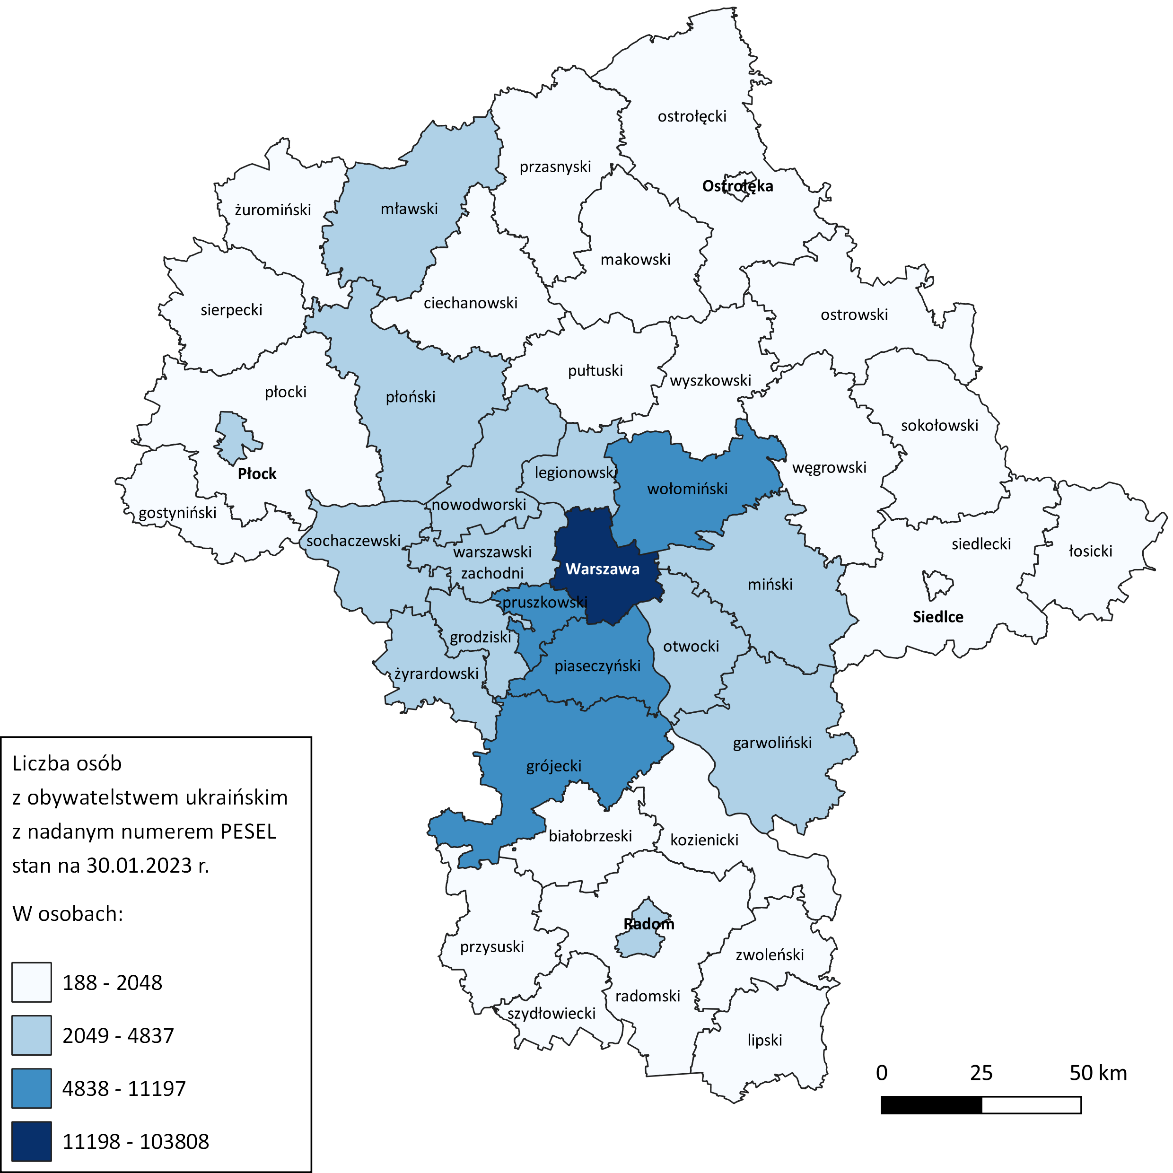 ostrołęcki
przasnyski
Ostrołęka
żuromiński
mławski
makowski
ciechanowski
sierpecki
ostrowski
pułtuski
wyszkowski
płocki
płoński
sokołowski
węgrowski
Płock
legionowski
wołomiński
nowodworski
gostyniński
sochaczewski
siedlecki
łosicki
warszawski
zachodni
Warszawa
miński
pruszkowski
Siedlce
grodziski
otwocki
piaseczyński
żyrardowski
garwoliński
grójecki
białobrzeski
kozienicki
Radom
przysuski
zwoleński
radomski
szydłowiecki
lipski
Liczba osób
z obywatelstwem ukraińskim
z nadanym numerem PESEL
stan na 30.01.2023 r.
W osobach:
188 - 2048
2049 - 4837
4838 - 11197
11198 - 103808
0 25 50 km